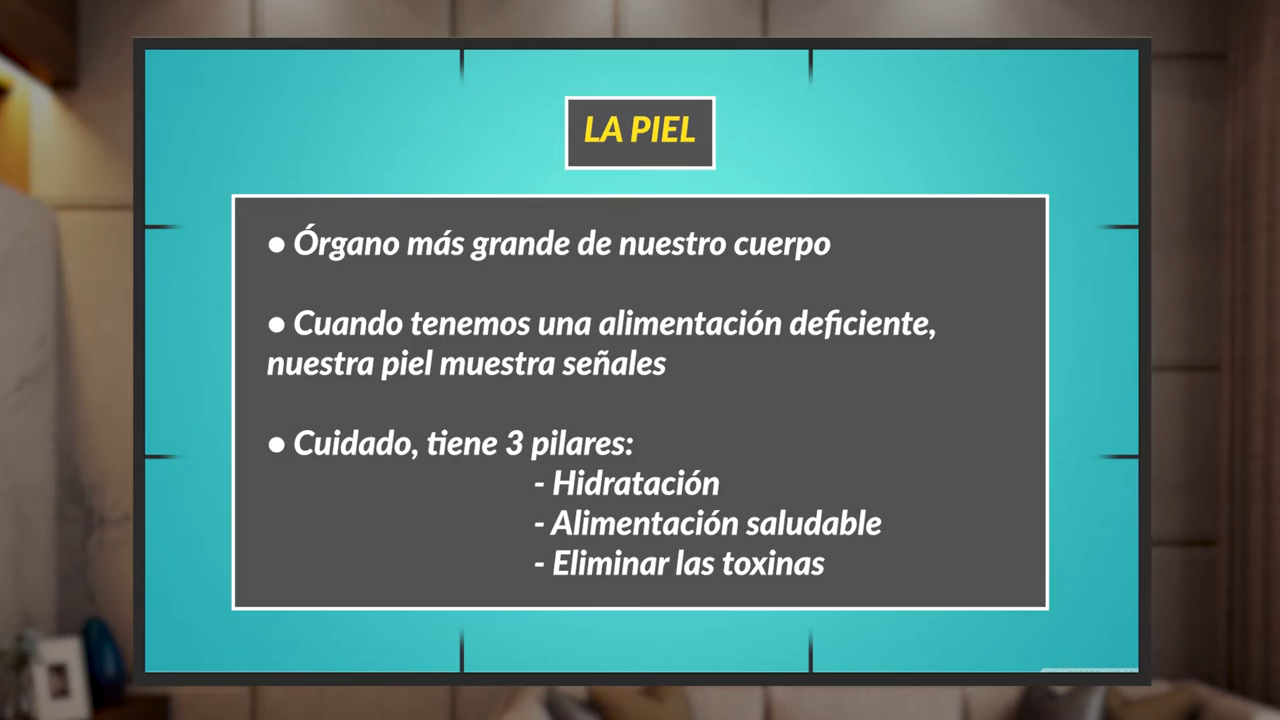 LA PIEL
● Órgano más grande de nuestro cuerpo
● Cuando tenemos una alimentación deficiente,
nuestra piel muestra señales
● Cuidado, tiene 3 pilares:
- Hidratación
- Alimentación saludable
- Eliminar las toxinas